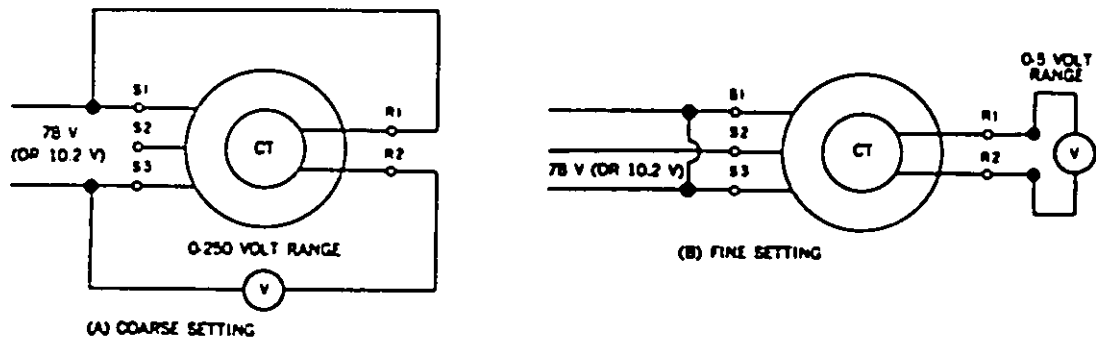 S1
78 V
(OR 10.2 V)
S2
S3
CT
R1
R2
0-250 VOLT RANGE
V
(A) COARSE SETTING
0-5 VOLT
RANGE
S1
S2
78 V (OR 10.2 V)
S3
CT
R1
R2
V
(B) FINE SETTING